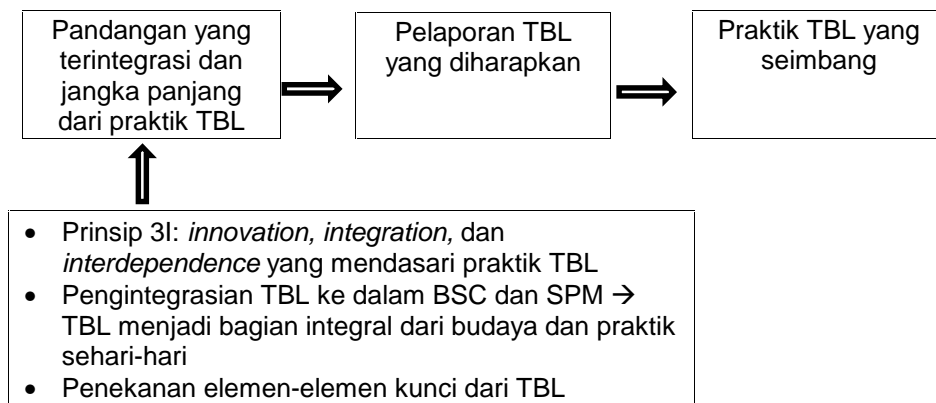 Pandangan yang
terintegrasi dan
jangka panjang
dari praktik TBL
Pelaporan TBL
yang diharapkan
Praktik TBL yang
seimbang
• Prinsip 3I: innovation, integration, dan
interdependence yang mendasari praktik TBL
• Pengintegrasian TBL ke dalam BSC dan SPM →
TBL menjadi bagian integral dari budaya dan praktik
sehari-hari
• Penekanan elemen-elemen kunci dari TBL